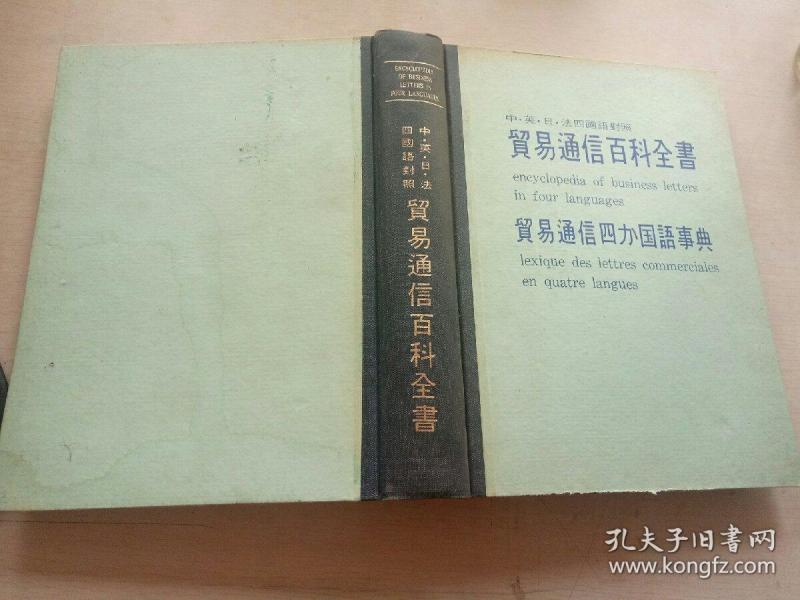 ENCYCLOPEDIA
OF BUSINESS
LETTERS IN
FOUR LANGUAGES
中·英·日·法
四國語對照
貿易通信百科全書
中·英·日·法四國語對照
貿易通信百科全書
encyclopedia of business letters
in four languages
貿易通信四カ国語事典
lexique des lettres commerciales
en quatre langues
孔夫子旧书网
www.kongfz.com